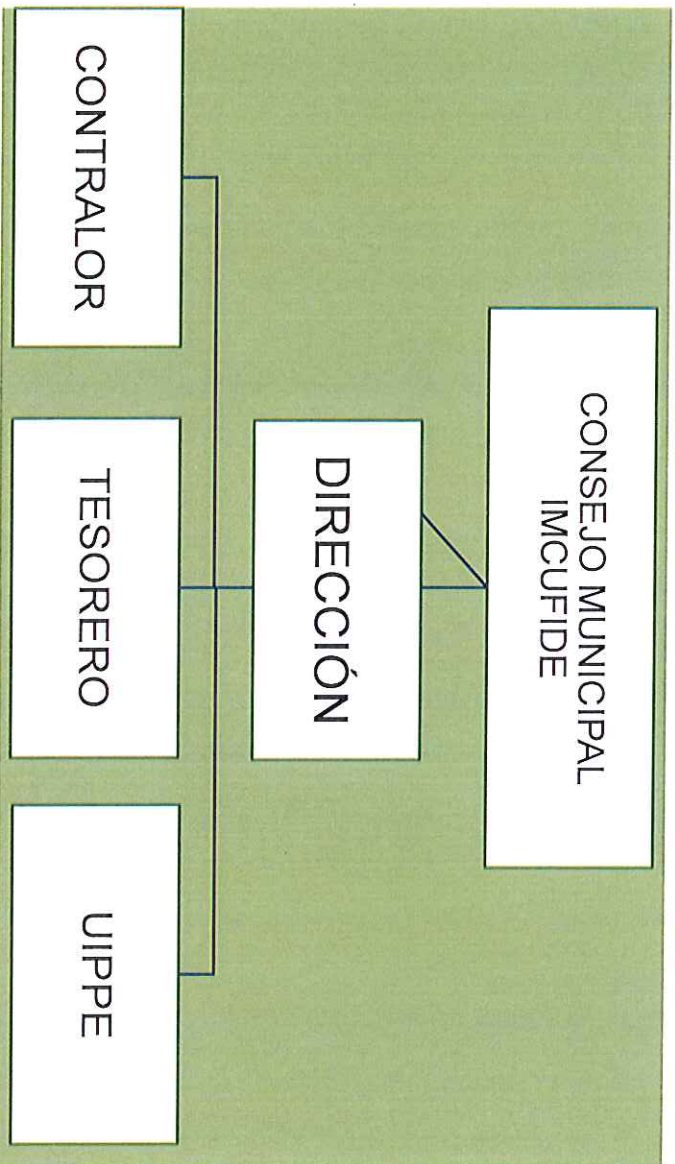 CONSEJO MUNICIPAL
IMCUFIDE
DIRECCIÓN
CONTRALOR
TESORERO
UIPPE